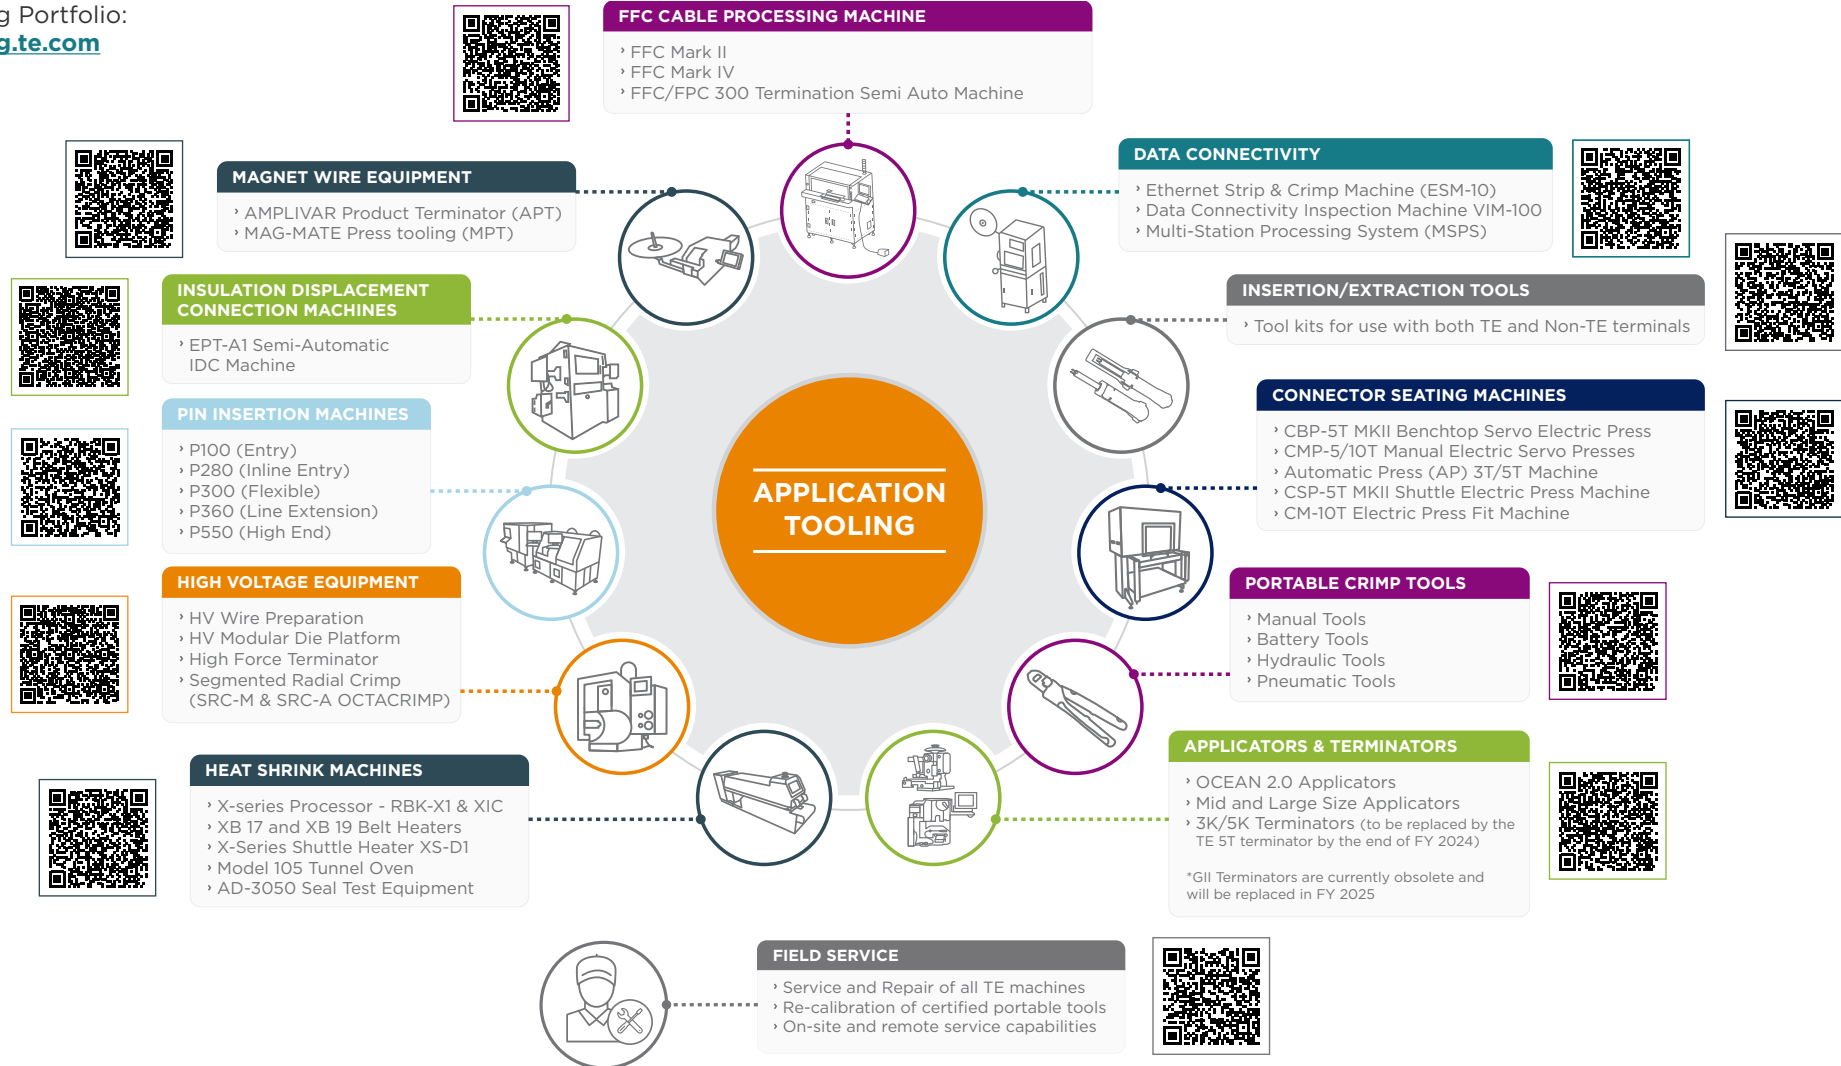 g Portfolio:
g.te.com
FFC CABLE PROCESSING MACHINE
› FFC Mark II
› FFC Mark IV
› FFC/FPC 300 Termination Semi Auto Machine
MAGNET WIRE EQUIPMENT
› AMPLIVAR Product Terminator (APT)
› MAG-MATE Press tooling (MPT)
DATA CONNECTIVITY
› Ethernet Strip & Crimp Machine (ESM-10)
› Data Connectivity Inspection Machine VIM-100
› Multi-Station Processing System (MSPS)
INSULATION DISPLACEMENT
CONNECTION MACHINES
› EPT-A1 Semi-Automatic
IDC Machine
INSERTION/EXTRACTION TOOLS
› Tool kits for use with both TE and Non-TE terminals
PIN INSERTION MACHINES
› P100 (Entry)
› P280 (Inline Entry)
› P300 (Flexible)
› P360 (Line Extension)
› P550 (High End)
CONNECTOR SEATING MACHINES
› CBP-5T MKII Benchtop Servo Electric Press
› CMP-5/10T Manual Electric Servo Presses
› Automatic Press (AP) 3T/5T Machine
› CSP-5T MKII Shuttle Electric Press Machine
› CM-10T Electric Press Fit Machine
APPLICATION
TOOLING
HIGH VOLTAGE EQUIPMENT
› HV Wire Preparation
› HV Modular Die Platform
› High Force Terminator
› Segmented Radial Crimp
(SRC-M & SRC-A OCTACRIMP)
PORTABLE CRIMP TOOLS
› Manual Tools
› Battery Tools
› Hydraulic Tools
› Pneumatic Tools
HEAT SHRINK MACHINES
› X-series Processor - RBK-X1 & XIC
› XB 17 and XB 19 Belt Heaters
› X-Series Shuttle Heater XS-D1
› Model 105 Tunnel Oven
› AD-3050 Seal Test Equipment
APPLICATORS & TERMINATORS
› OCEAN 2.0 Applicators
› Mid and Large Size Applicators
› 3K/5K Terminators (to be replaced by the
TE 5T terminator by the end of FY 2024)
*GII Terminators are currently obsolete and
will be replaced in FY 2025
FIELD SERVICE
› Service and Repair of all TE machines
› Re-calibration of certified portable tools
› On-site and remote service capabilities